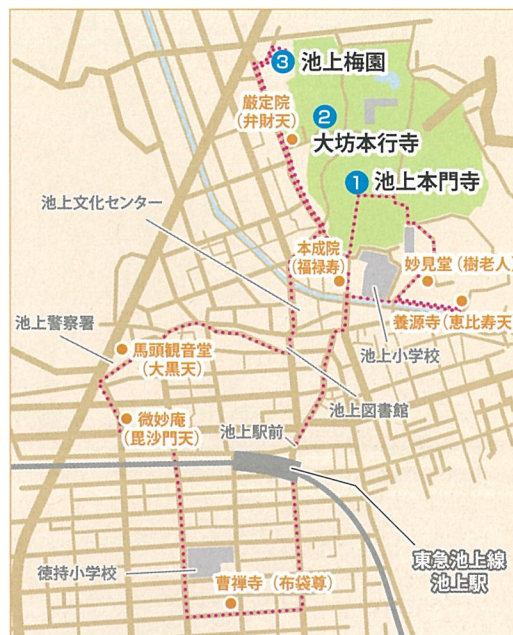 3 池上梅園
厳定院
(弁財天)
2
大坊本行寺
1 池上本門寺
池上文化センター
本成院
(福禄寿)
妙見堂(樹老人)
養源寺(恵比寿天)
池上小学校
池上警察署
馬頭観音堂
(大黒天)
池上図書館
微妙庵
(毘沙門天)
池上駅前
東急池上線
池上駅
徳持小学校
曹禅寺(布袋尊)